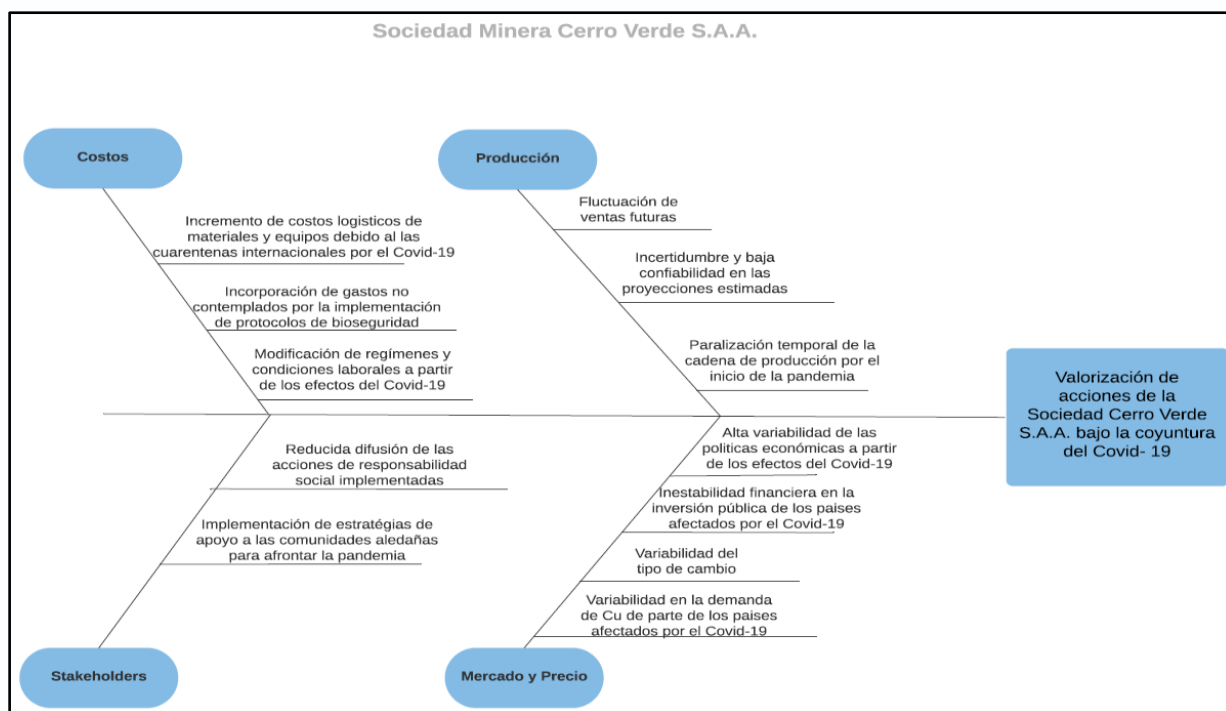 Sociedad Minera Cerro Verde S.A.A.
Costos
Incremento de costos logisticos de
materiales y equipos debido al las
cuarentenas internacionales por el Covid-19
Incorporación de gastos no
contemplados por la implementación
de protocolos de bioseguridad
Modificación de regímenes y
condiciones laborales a partir
de los efectos del Covid-19
Producción
Fluctuación de
ventas futuras
Incertidumbre y baja
confiabilidad en las
proyecciones estimadas
Paralización temporal de la
cadena de producción por el
inicio de la pandemia
Valorización de
acciones de la
Sociedad Cerro Verde
S.A.A. bajo la coyuntura
del Covid- 19
Reducida difusión de las
acciones de responsabilidad
social implementadas
Implementación de estratégias de
apoyo a las comunidades aledañas
para afrontar la pandemia
Stakeholders
Alta variabilidad de las
politicas económicas a partir
de los efectos del Covid-19
Inestabilidad financiera en la
inversión pública de los paises
afectados por el Covid-19
Variabilidad del
tipo de cambio
Variabilidad en la demanda
de Cu de parte de los paises
afectados por el Covid-19
Mercado y Precio